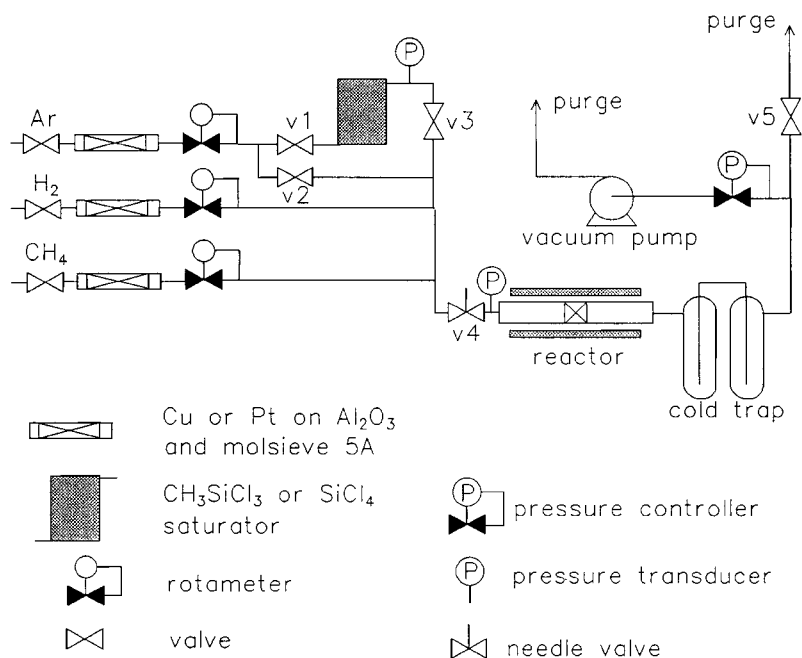 purge
P
Ar
v1
v3
purge
v5
H₂
v2
P
CH₄
vacuum pump
P
v4
reactor
cold trap
Cu or Pt on Al₂O₃
and molsieve 5A
CH₃SiCl₃ or SiCl₄
saturator
P
pressure controller
rotameter
P
pressure transducer
valve
needle valve